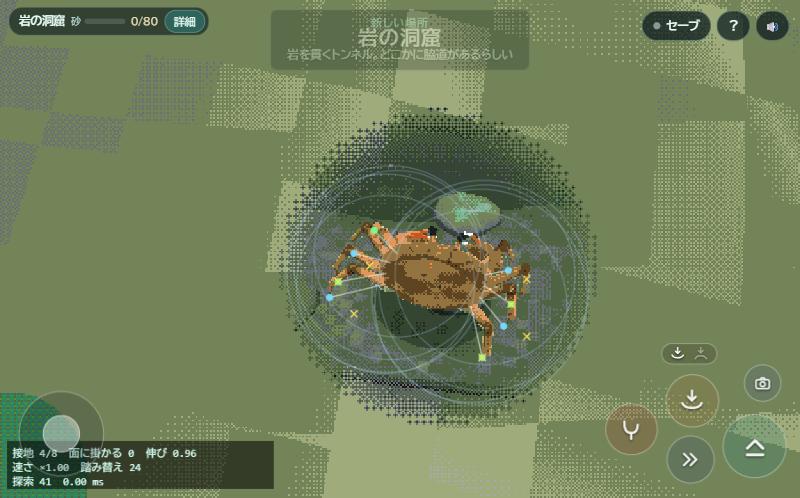 岩の洞窟 砂 0/80 詳細
新しい場所
岩の洞窟
岩を貫くトンネル。どこかに脇道があるらしい
セーブ ?
接地 4/8 面に掛かる 0 伸び 0.96
速さ ×1.00 踏み替え 24
探索 41 0.00 ms